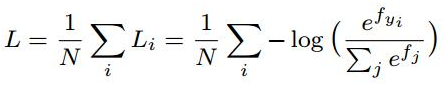 L = \frac{1}{N} \sum_i L_i = \frac{1}{N} \sum_i - \log \left( \frac{e^{f_{y_i}}}{\sum_j e^{f_j}} \right)